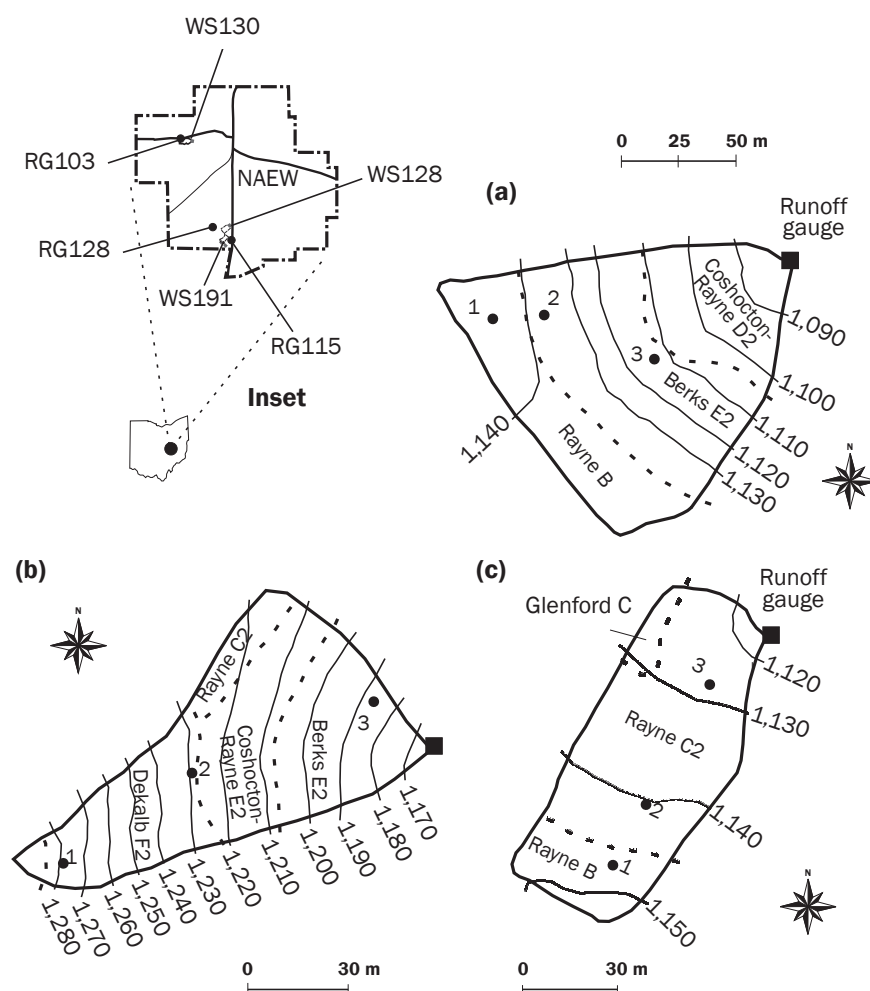 WS130
RG103
NAEW
WS128
RG128
WS191
RG115
Inset
0 25 50 m
(a)
Runoff
gauge
1
2
3
Coshocton-
Rayne D2
Berks E2
Rayne B
1,090
1,100
1,110
1,120
1,130
1,140
N
(b)
N
Rayne C2
Coshocton-
Rayne E2
Berks E2
Dekalb F2
1
2
3
1,170
1,180
1,190
1,200
1,210
1,220
1,230
1,240
1,250
1,260
1,270
1,280
0 30 m
(c)
Runoff
gauge
Glenford C
3
1,120
1,130
Rayne C2
2
1,140
Rayne B
1
1,150
N
0 30 m